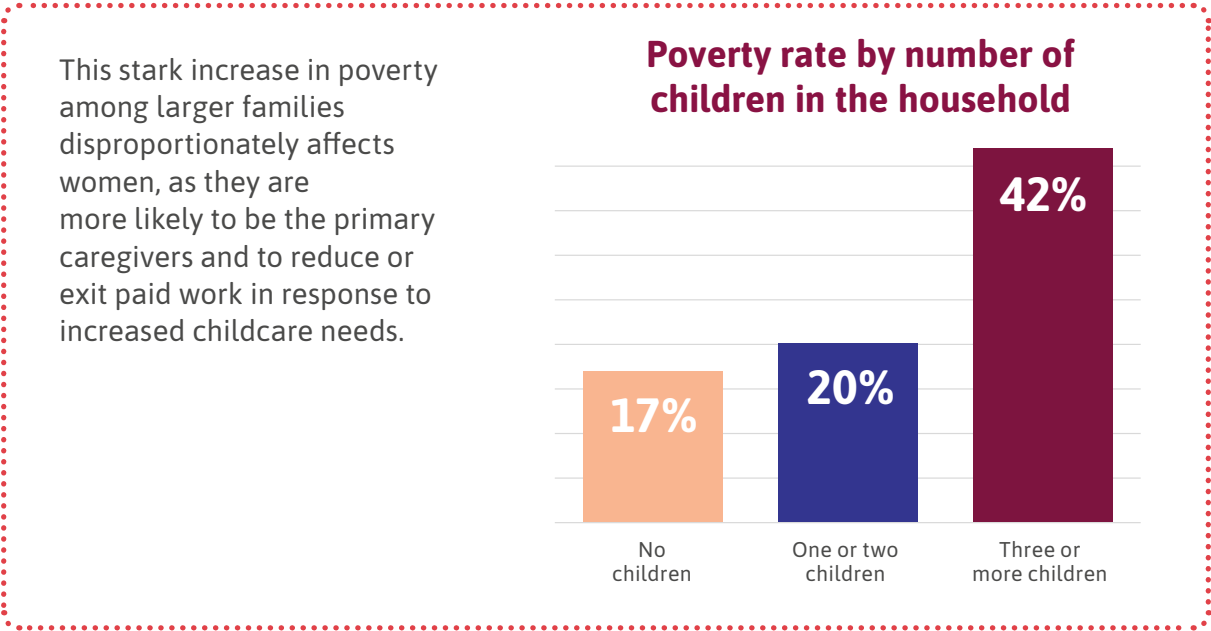 This stark increase in poverty
among larger families
disproportionately affects
women, as they are
more likely to be the primary
caregivers and to reduce or
exit paid work in response to
increased childcare needs.
Poverty rate by number of
children in the household
17%
20%
42%
No
children
One or two
children
Three or
more children